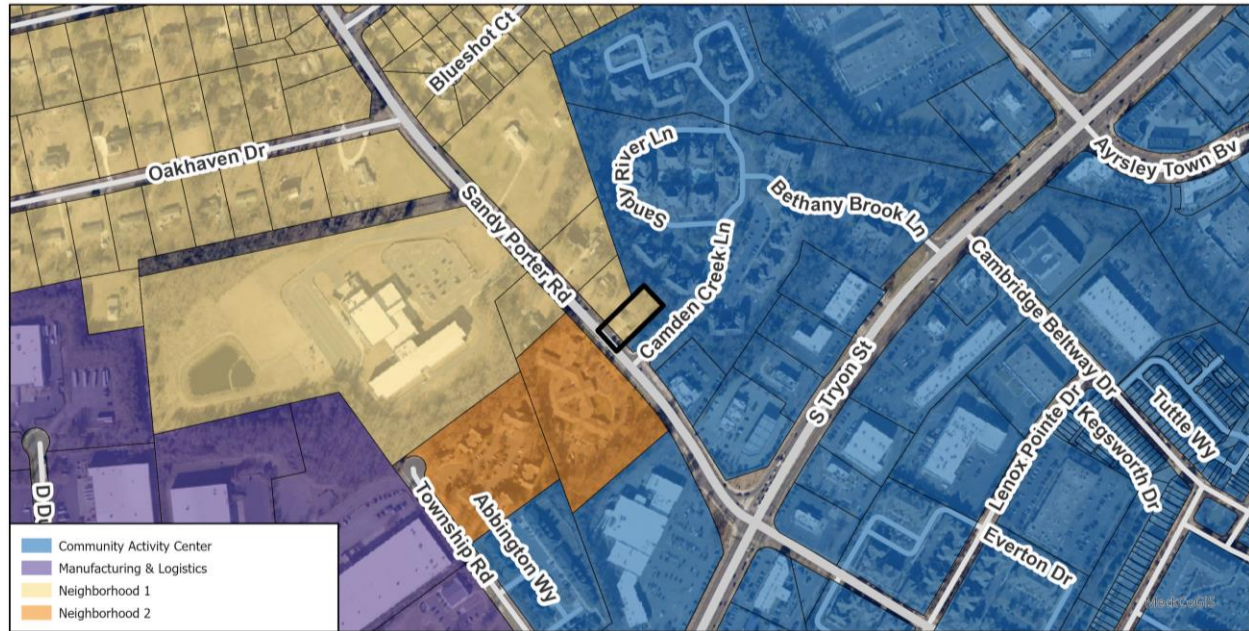 Blueshot Ct
Oakhaven Dr
Sandy Porter Rd
Sandy River Ln
Camden Creek Ln
Bethany Brook Ln
Ayrsley Town Bv
Cambridge Beltway Dr
S Tryon St
Tuttle Wy
Kegsworth Dr
Lenox Pointe Dr
Everton Dr
Abbington Wy
Township Rd
Community Activity Center
Manufacturing & Logistics
Neighborhood 1
Neighborhood 2
MeckCoGIS